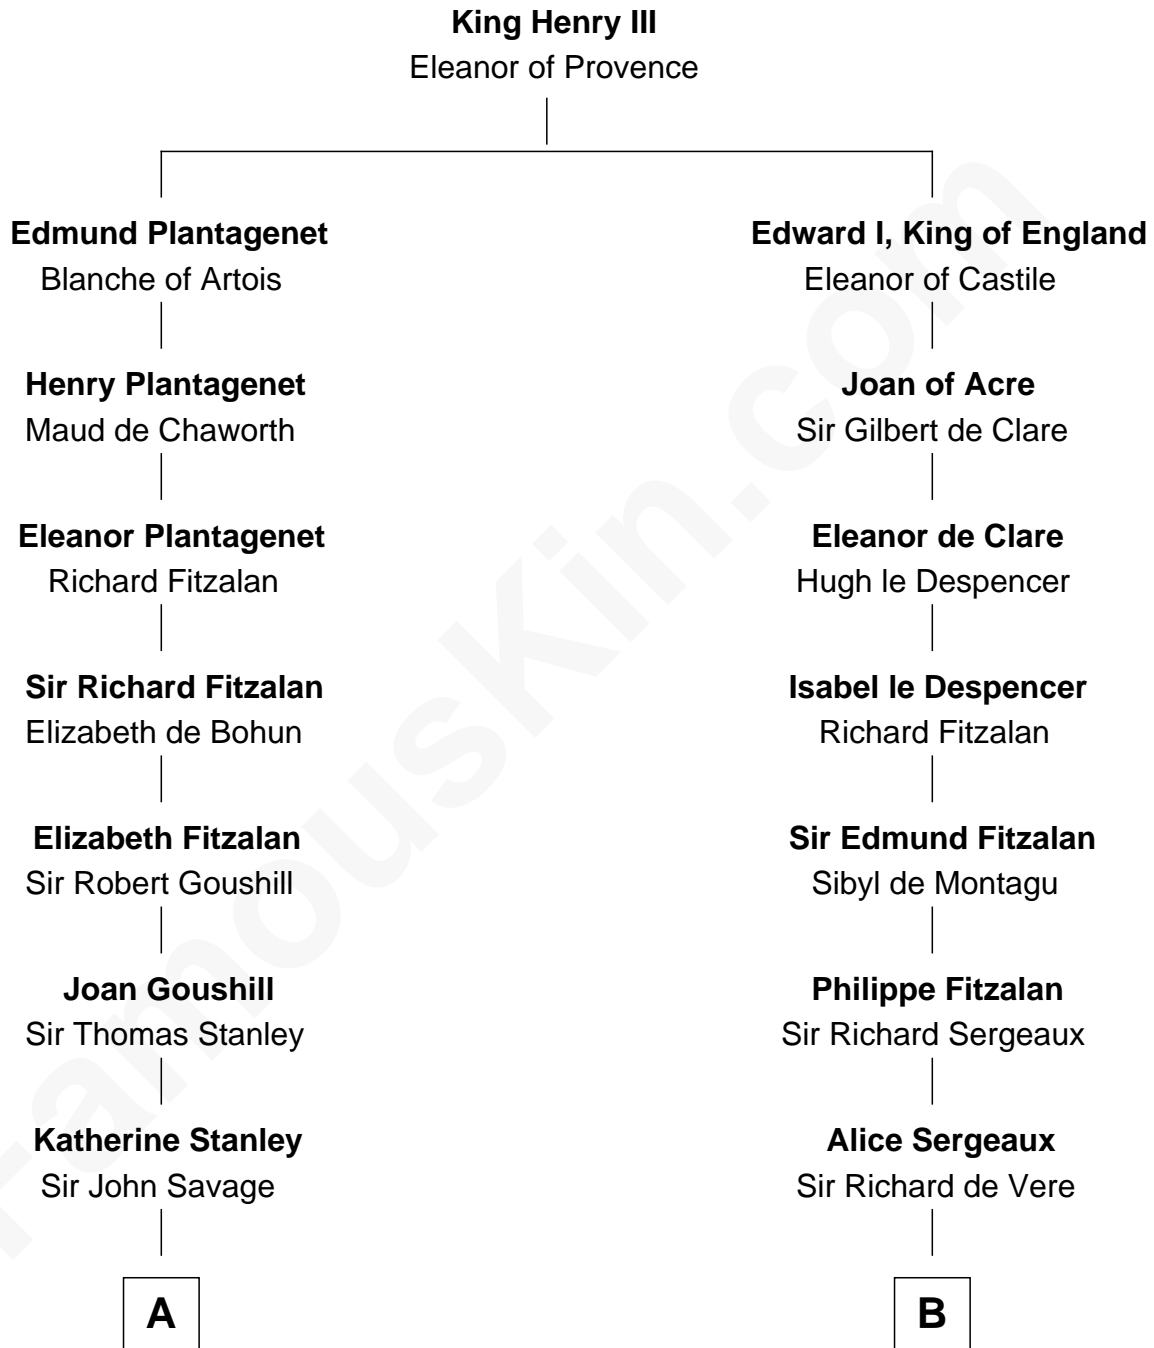 King Henry III
Eleanor of Provence
Edmund Plantagenet
Blanche of Artois
Edward I, King of England
Eleanor of Castile
Henry Plantagenet
Maud de Chaworth
Joan of Acre
Sir Gilbert de Clare
Eleanor Plantagenet
Richard Fitzalan
Eleanor de Clare
Hugh le Despencer
Sir Richard Fitzalan
Elizabeth de Bohun
Isabel le Despencer
Richard Fitzalan
Elizabeth Fitzalan
Sir Robert Goushill
Sir Edmund Fitzalan
Sibyl de Montagu
Joan Goushill
Sir Thomas Stanley
Philippe Fitzalan
Sir Richard Sergeaux
Katherine Stanley
Sir John Savage
Alice Sergeaux
Sir Richard de Vere
A
B
FamousKin.com